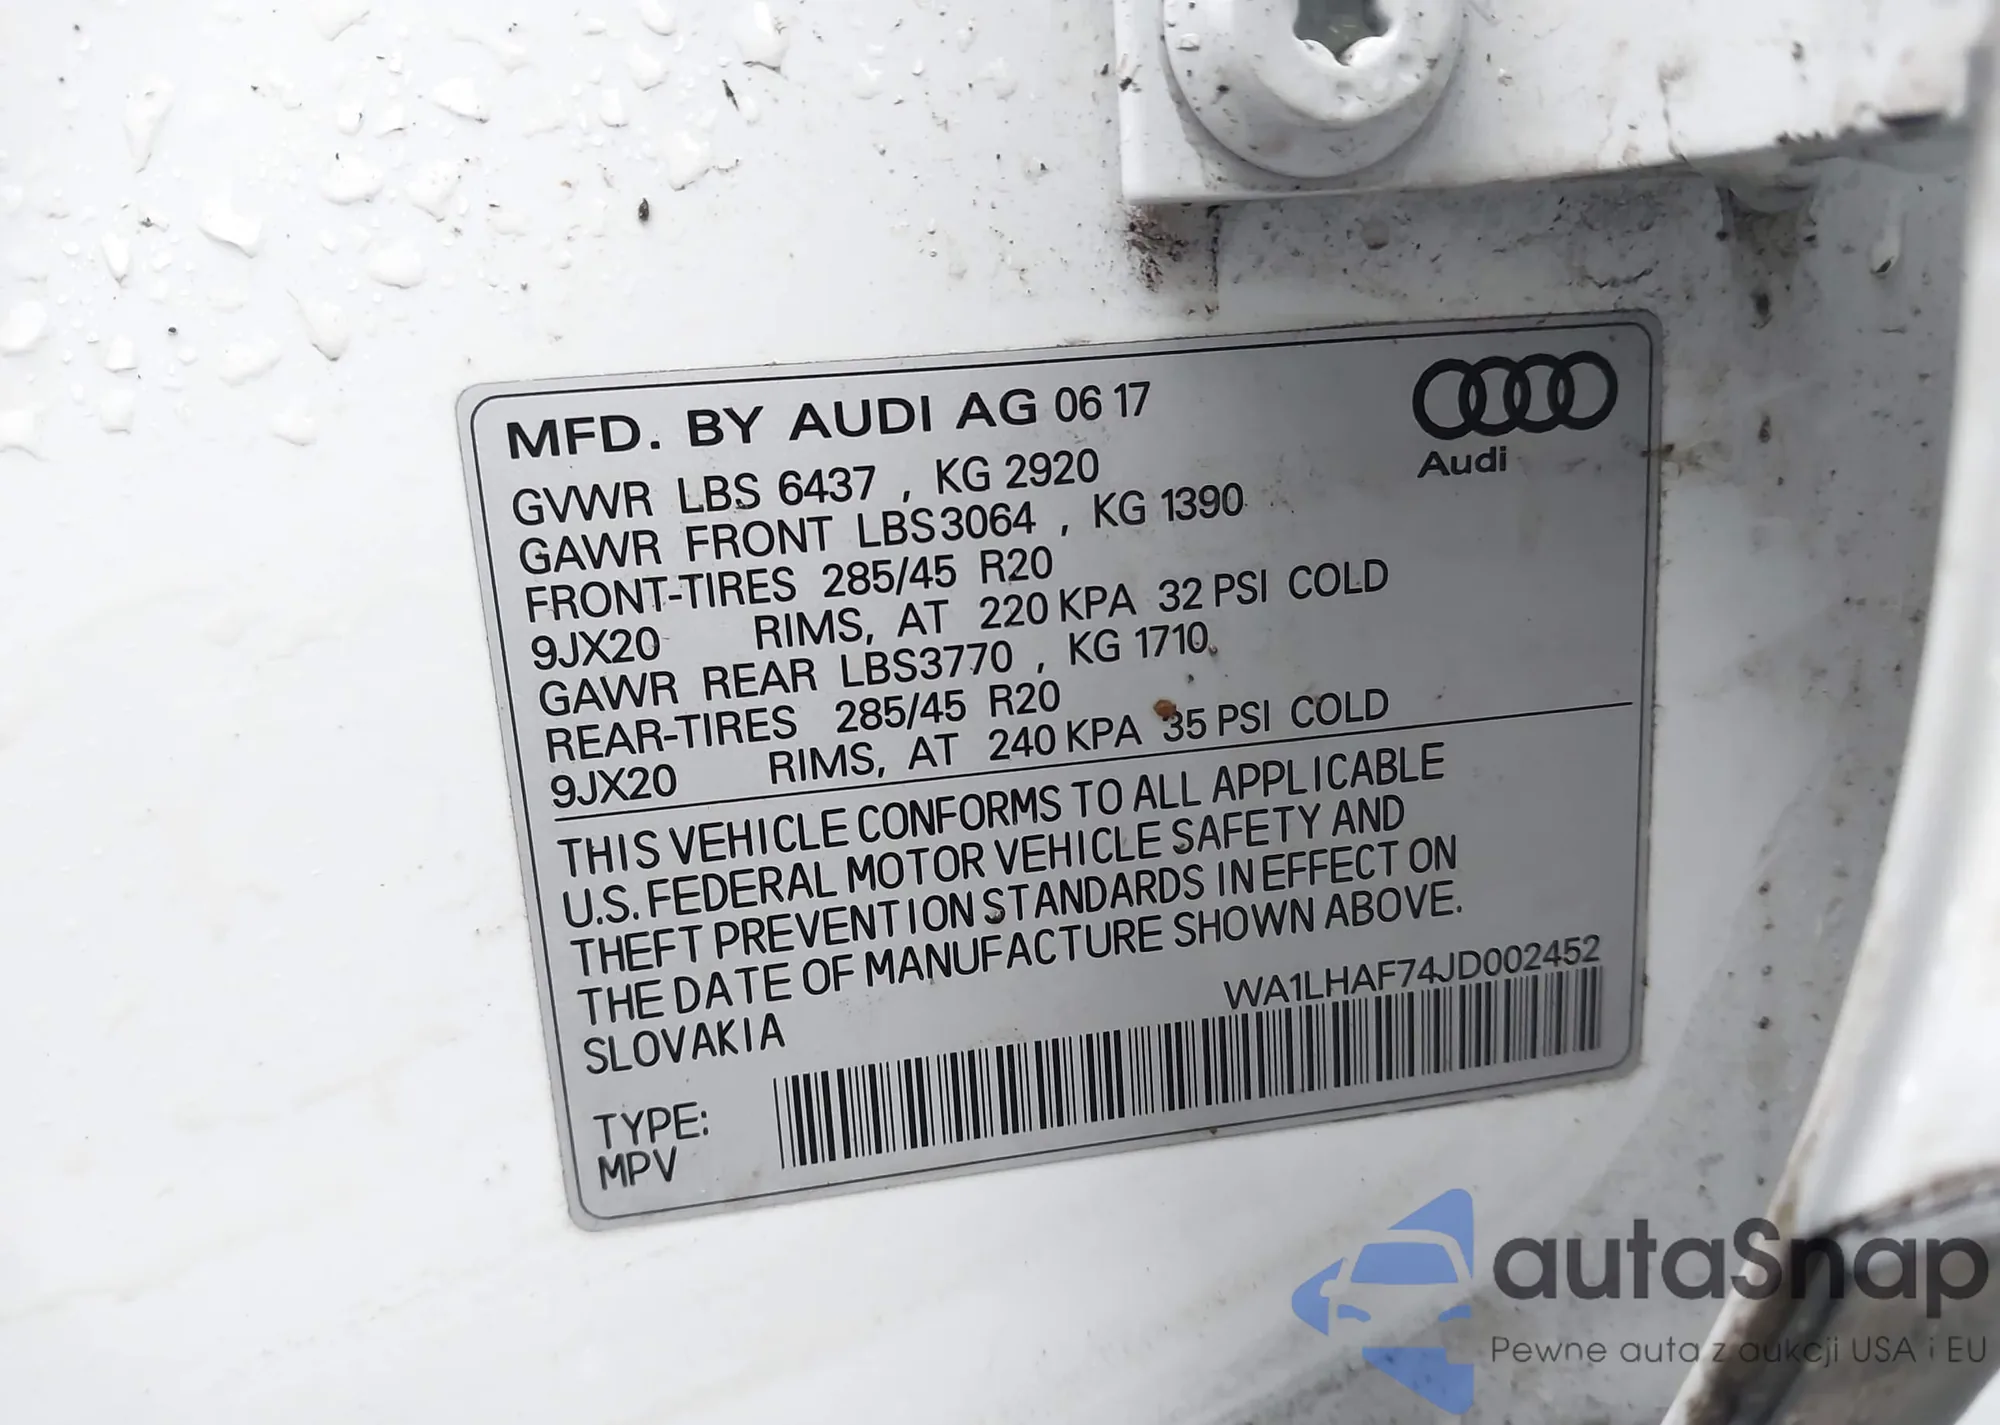 MFD. BY AUDI AG 06 17
Audi
GVWR LBS 6437 , KG 2920
GAWR FRONT LBS3064 , KG 1390
FRONT-TIRES 285/45 R20
9JX20 RIMS, AT 220 KPA 32 PSI COLD
GAWR REAR LBS3770 , KG 1710
REAR-TIRES 285/45 R20
9JX20 RIMS, AT 240 KPA 35 PSI COLD
THIS VEHICLE CONFORMS TO ALL APPLICABLE
U.S. FEDERAL MOTOR VEHICLE SAFETY AND
THEFT PREVENTION STANDARDS IN EFFECT ON
THE DATE OF MANUFACTURE SHOWN ABOVE.
SLOVAKIA
WA1LHAF74JD002452
TYPE:
MPV
autaSnap
Pewne auta z aukcji USA i EU